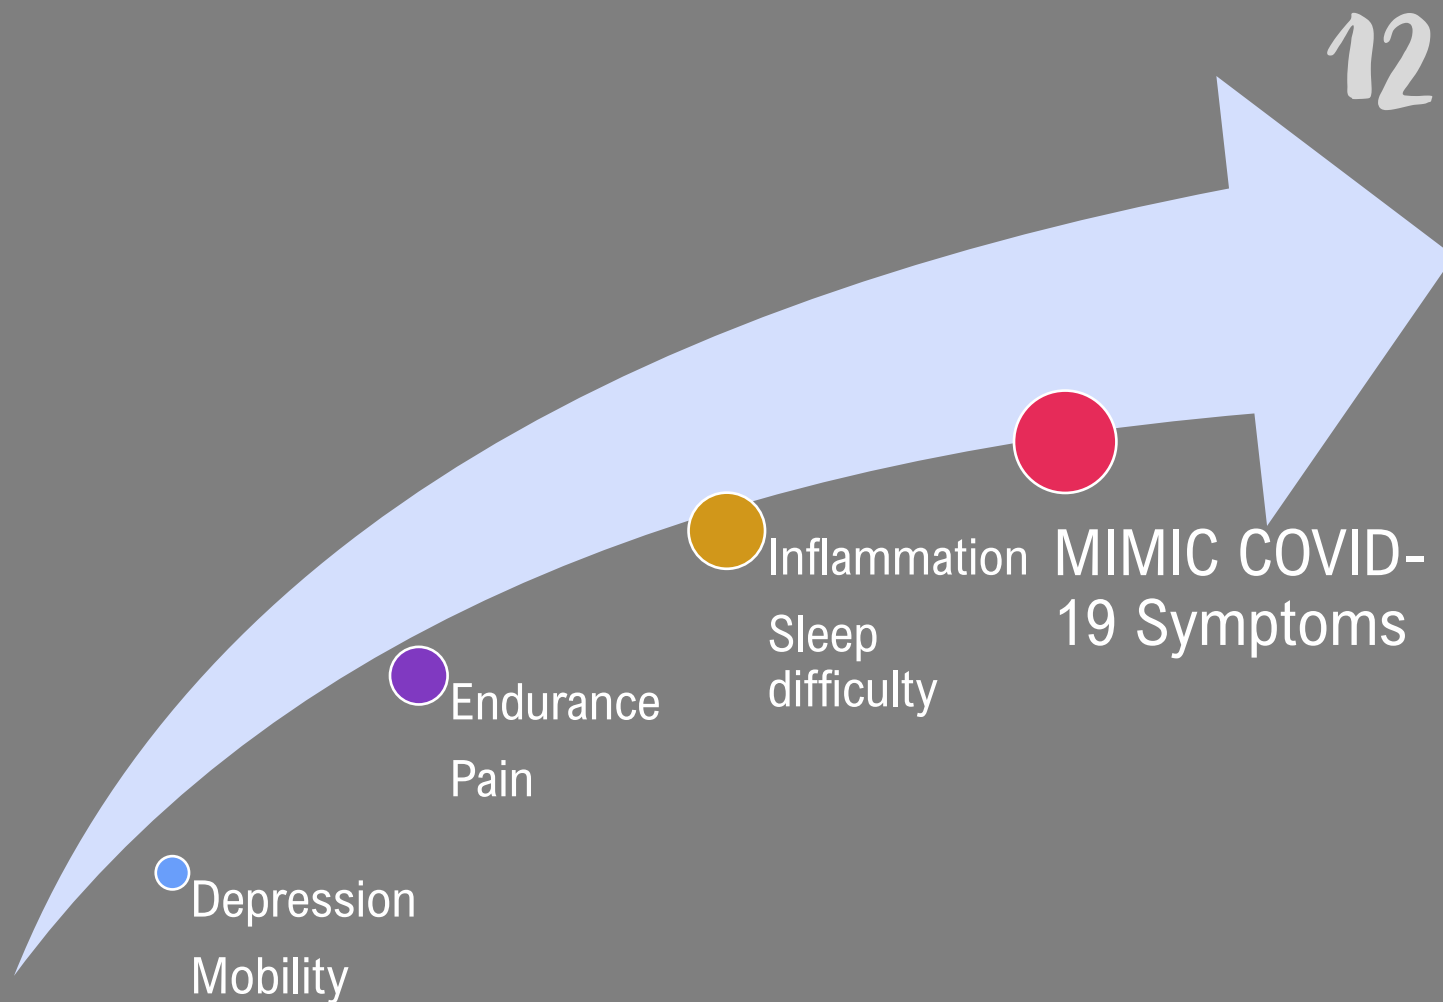 12
MIMIC COVID-
19 Symptoms
Inflammation
Sleep
difficulty
Endurance
Pain
Depression
Mobility